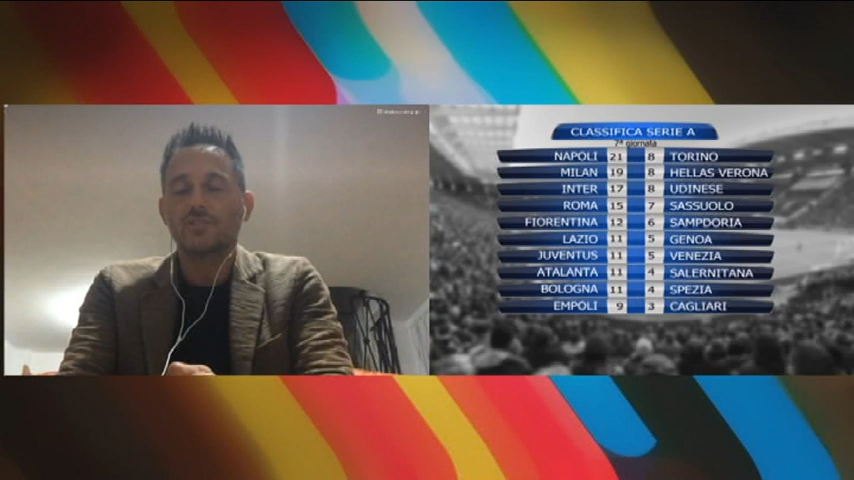 CLASSIFICA SERIE A
7ª giornata
NAPOLI 21 8 TORINO
MILAN 19 8 HELLAS VERONA
INTER 17 8 UDINESE
ROMA 15 7 SASSUOLO
FIORENTINA 12 6 SAMPDORIA
LAZIO 11 5 GENOA
JUVENTUS 11 5 VENEZIA
ATALANTA 11 4 SALERNITANA
BOLOGNA 11 4 SPEZIA
EMPOLI 9 3 CAGLIARI